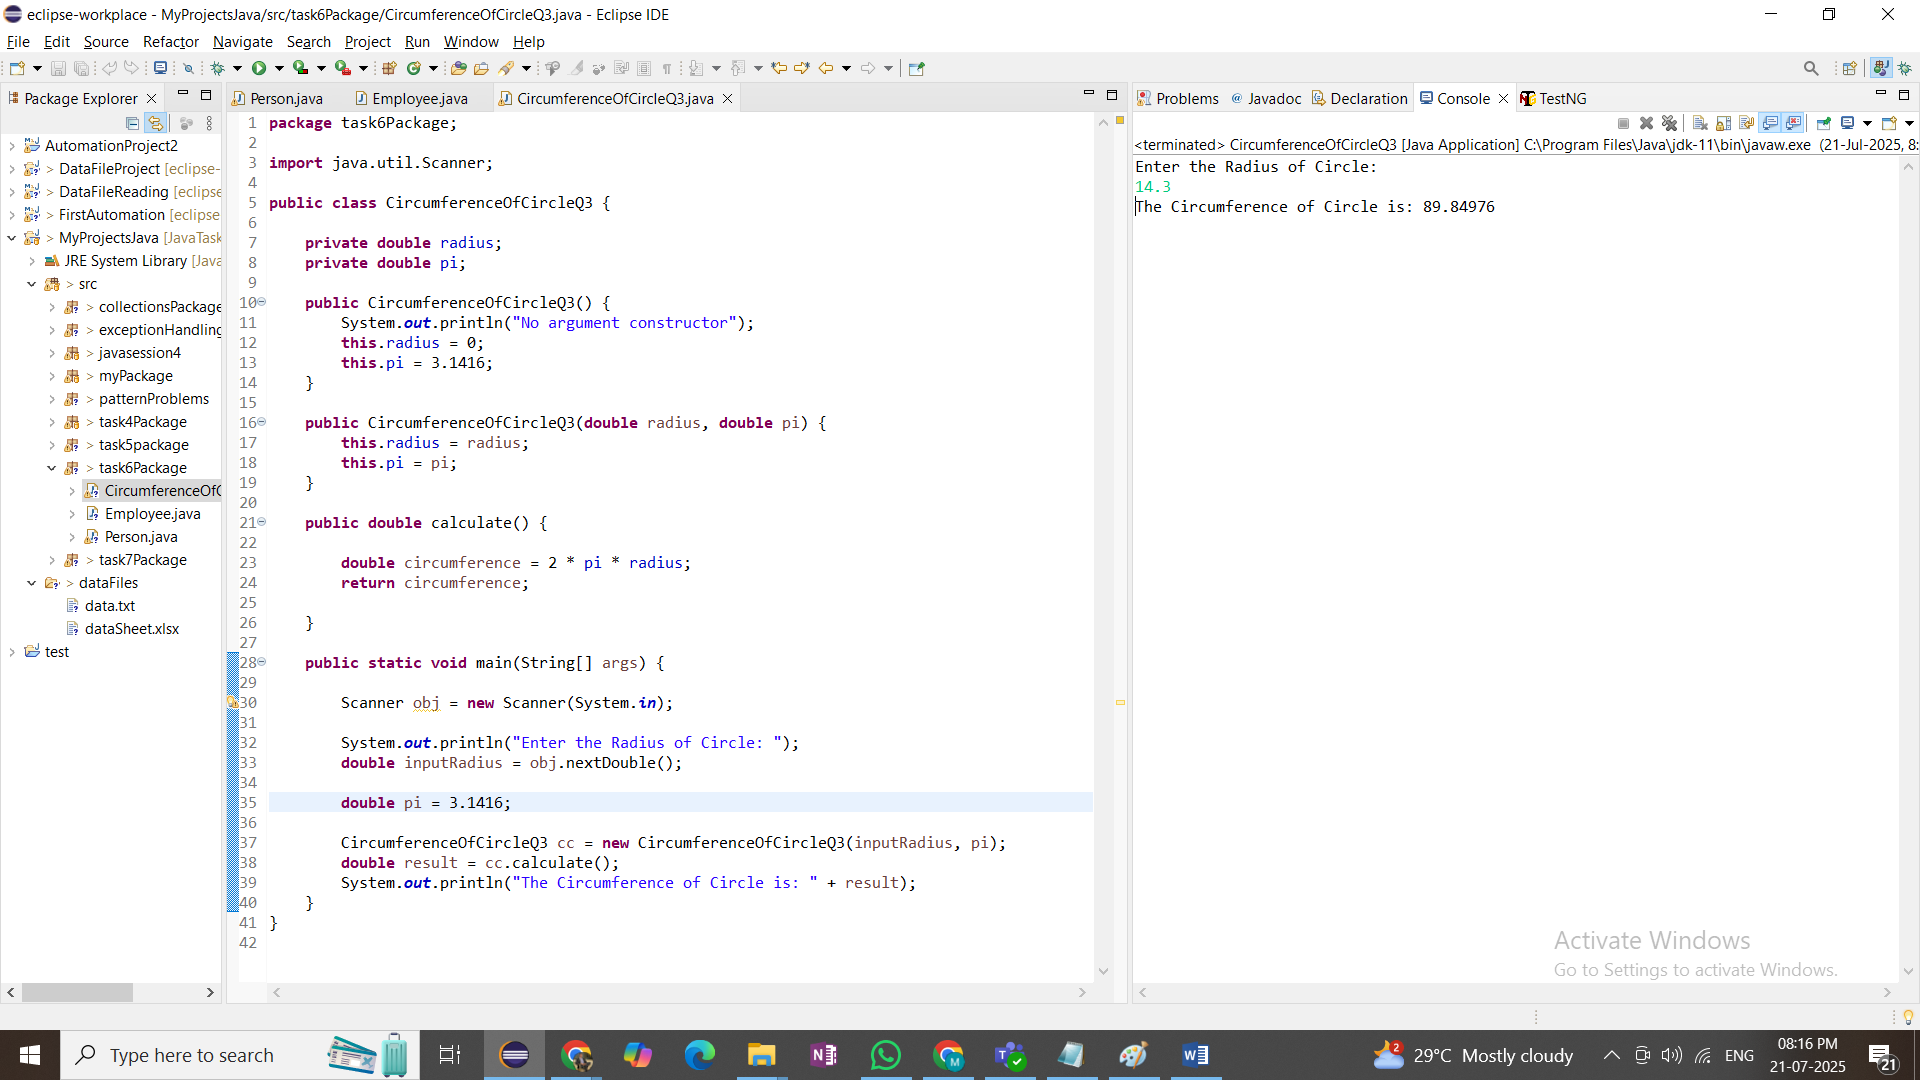 eclipse-workplace - MyProjectsJava/src/task6Package/CircumferenceOfCircleQ3.java - Eclipse IDE
File Edit Source Refactor Navigate Search Project Run Window Help
Package Explorer
AutomationProject2
> DataFileProject [eclipse-
> DataFileReading [eclipse
> FirstAutomation [eclipse
> MyProjectsJava [JavaTask
JRE System Library [Java
> src
> collectionsPackage
> exceptionHandling
> javasession4
> myPackage
> patternProblems
> task4Package
> task5package
> task6Package
CircumferenceOfC
Employee.java
Person.java
> task7Package
> dataFiles
data.txt
dataSheet.xlsx
test
Person.java Employee.java CircumferenceOfCircleQ3.java
1 package task6Package;
2
3 import java.util.Scanner;
4
5 public class CircumferenceOfCircleQ3 {
6
7 private double radius;
8 private double pi;
9
10 public CircumferenceOfCircleQ3() {
11 System.out.println("No argument constructor");
12 this.radius = 0;
13 this.pi = 3.1416;
14 }
15
16 public CircumferenceOfCircleQ3(double radius, double pi) {
17 this.radius = radius;
18 this.pi = pi;
19 }
20
21 public double calculate() {
22
23 double circumference = 2 * pi * radius;
24 return circumference;
25
26 }
27
28 public static void main(String[] args) {
29
30 Scanner obj = new Scanner(System.in);
31
32 System.out.println("Enter the Radius of Circle: ");
33 double inputRadius = obj.nextDouble();
34
35 double pi = 3.1416;
36
37 CircumferenceOfCircleQ3 cc = new CircumferenceOfCircleQ3(inputRadius, pi);
38 double result = cc.calculate();
39 System.out.println("The Circumference of Circle is: " + result);
40 }
41 }
42
Problems Javadoc Declaration Console TestNG
<terminated> CircumferenceOfCircleQ3 [Java Application] C:\Program Files\Java\jdk-11\bin\javaw.exe (21-Jul-2025, 8:
Enter the Radius of Circle:
14.3
The Circumference of Circle is: 89.84976
Activate Windows
Go to Settings to activate Windows.
Type here to search
29°C Mostly cloudy
ENG
08:16 PM
21-07-2025
21